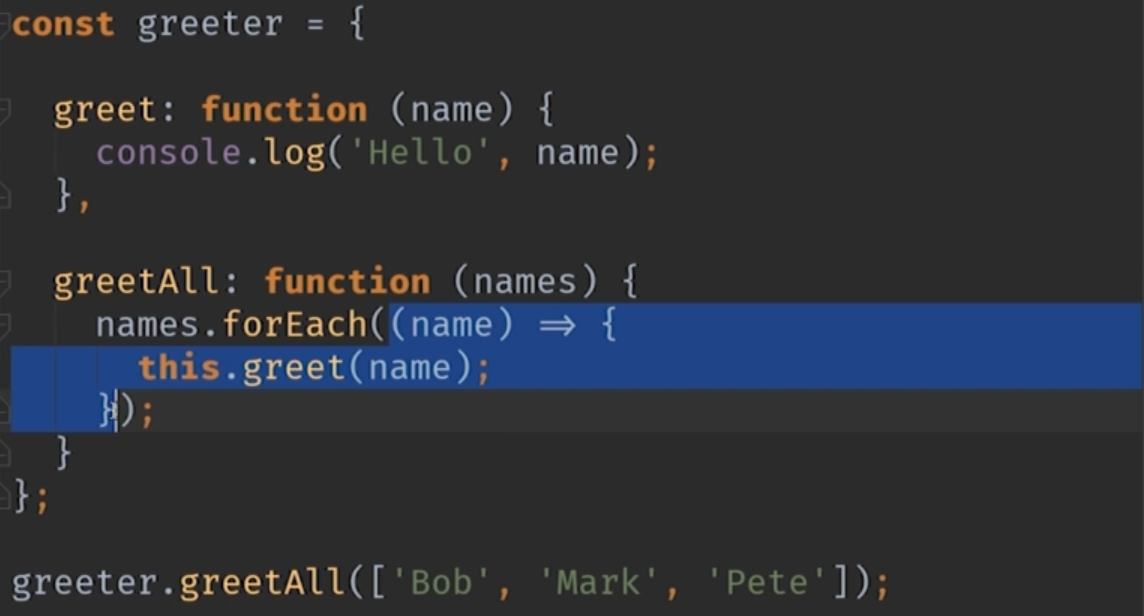 const greeter = {
greet: function (name) {
console.log('Hello', name);
},
greetAll: function (names) {
names.forEach((name) => {
this.greet(name);
});
}
};
greeter.greetAll(['Bob', 'Mark', 'Pete']);